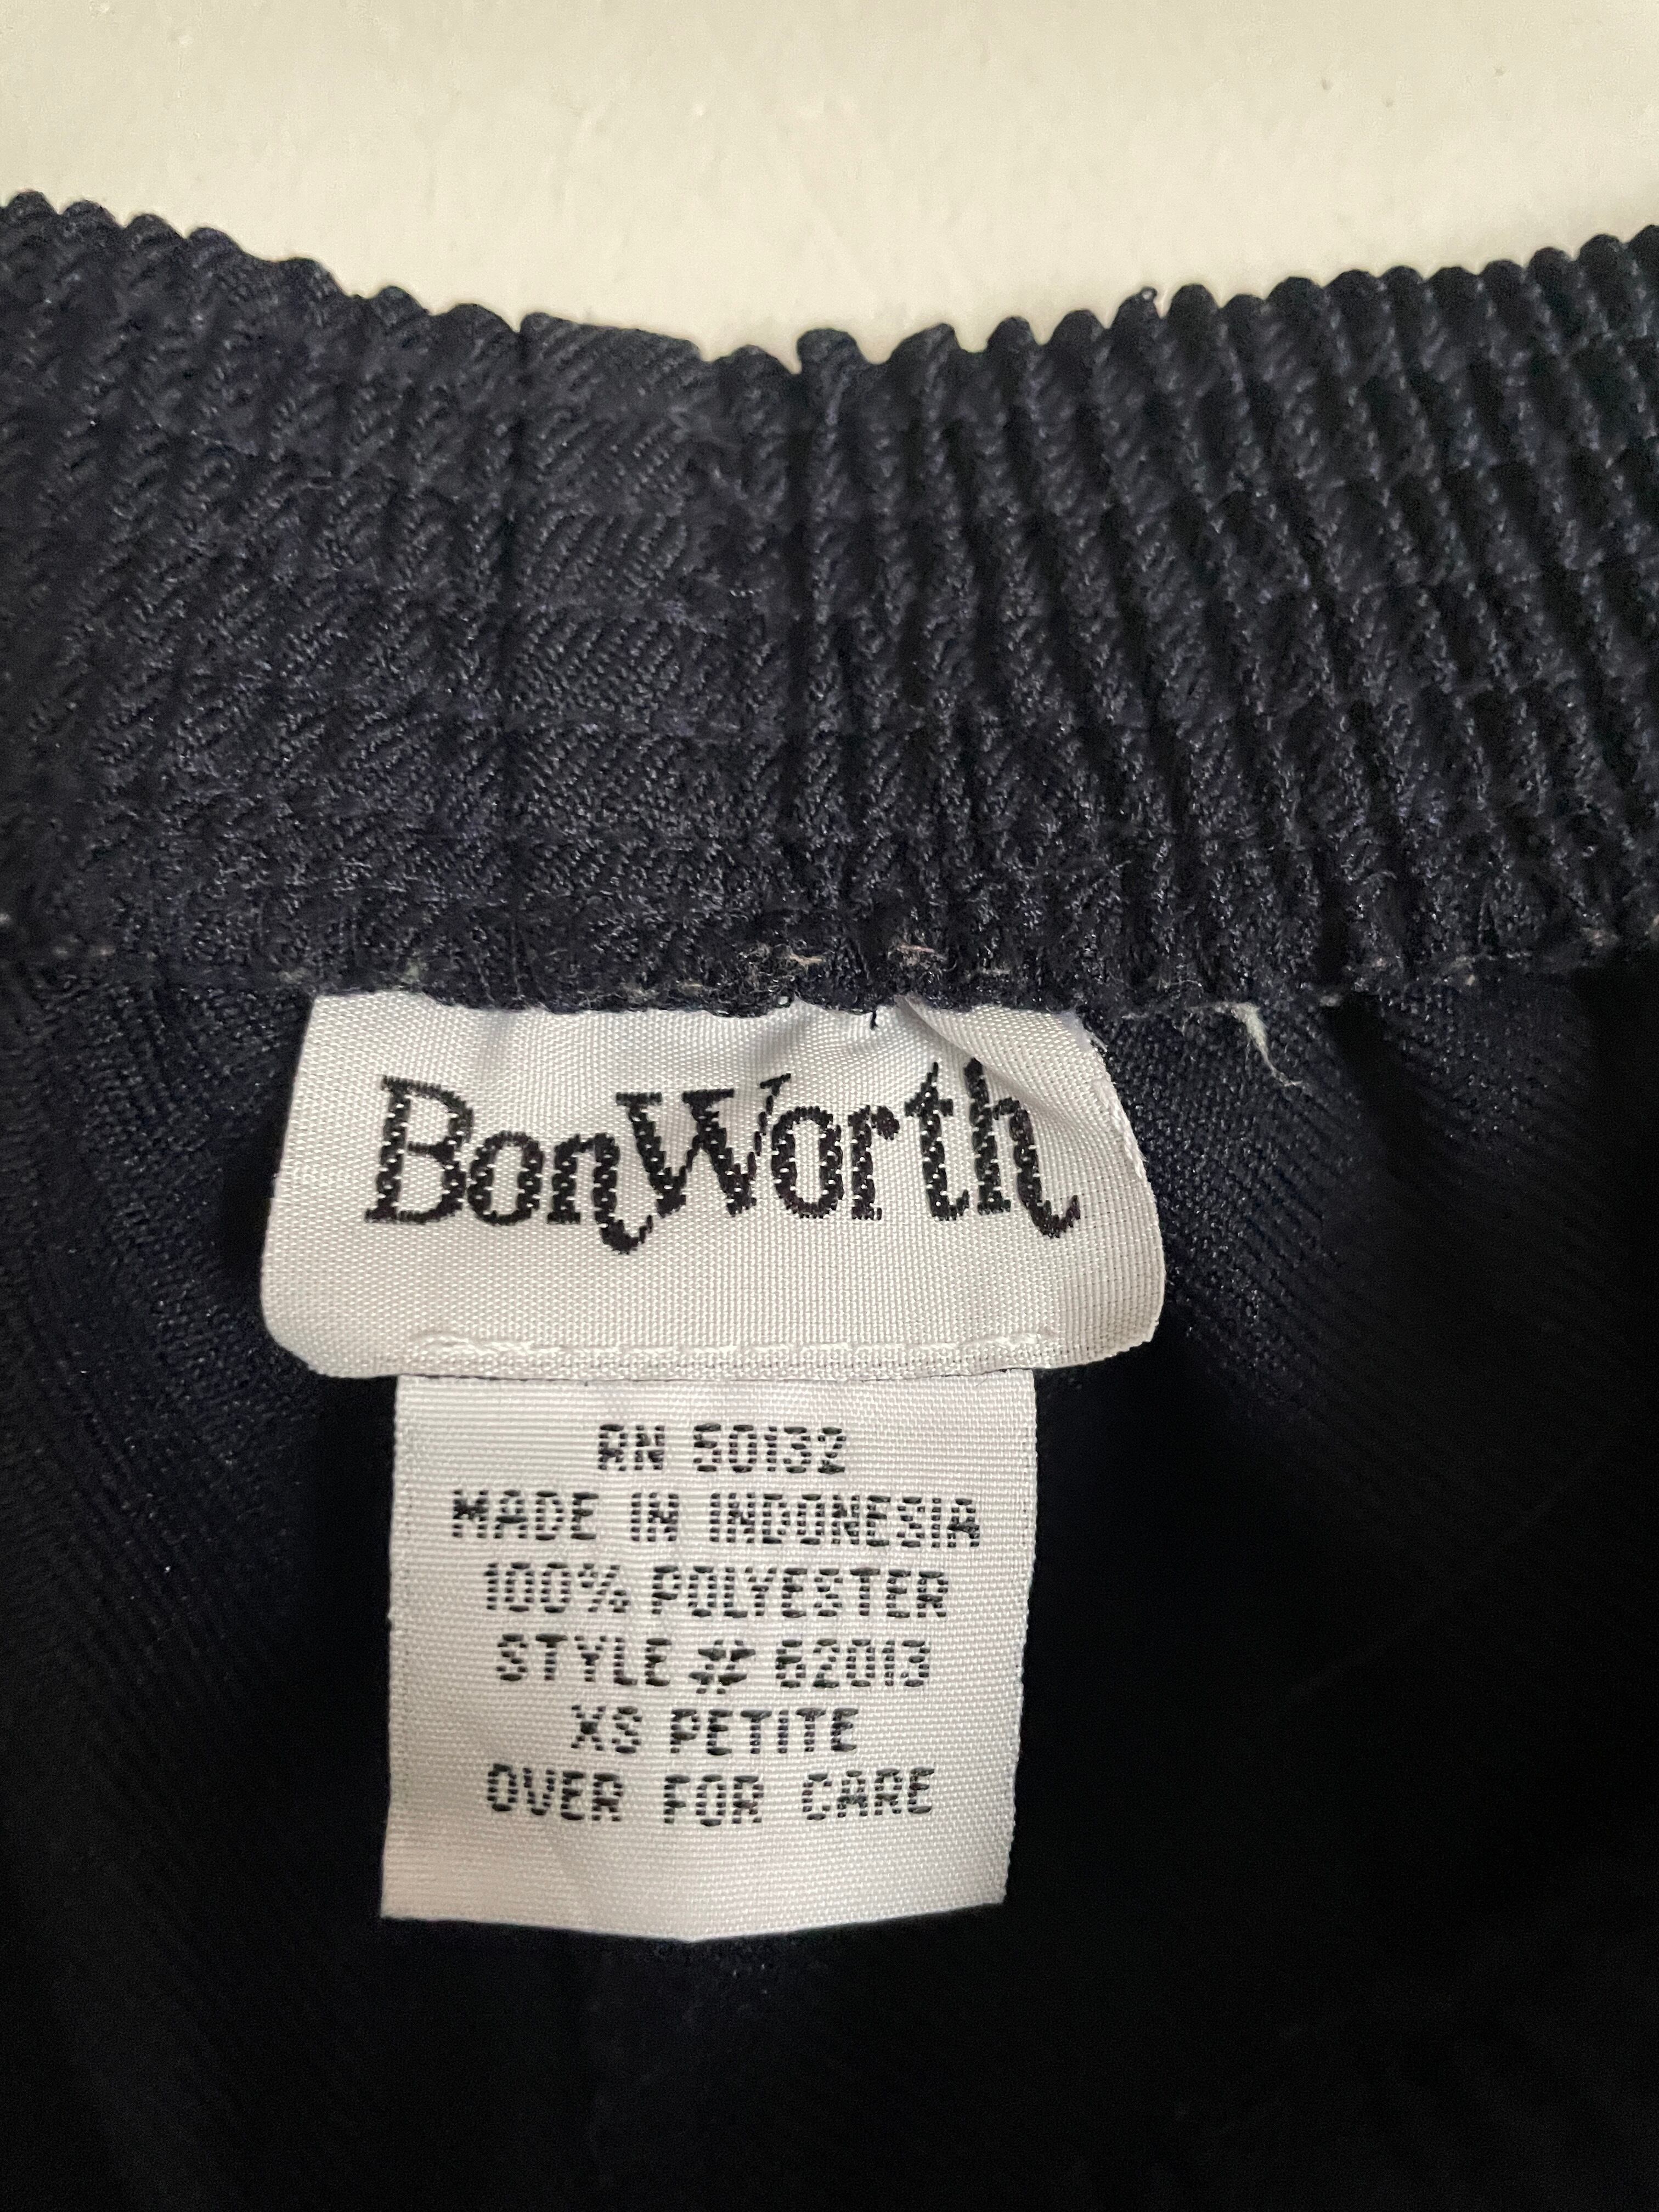 BonWorth
RN 50132
MADE IN INDONESIA
100% POLYESTER
STYLE # 62013
XS PETITE
OVER FOR CARE